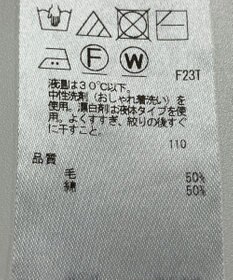 F
W
F23T
液温は30℃以下。
中性洗剤(おしゃれ着洗い)を
使用。漂白剤は液体タイプを使
用。よくすすぎ、絞りの後すぐ
に干すこと。
110
品質
毛 50%
綿 50%